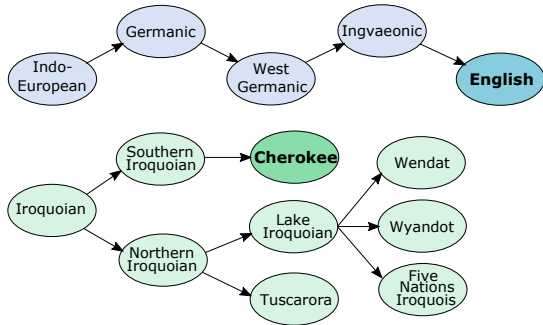 Indo-
European
Germanic
West
Germanic
Ingvaeonic
English
Iroquoian
Southern
Iroquoian
Cherokee
Northern
Iroquoian
Lake
Iroquoian
Tuscarora
Wendat
Wyandot
Five
Nations
Iroquois